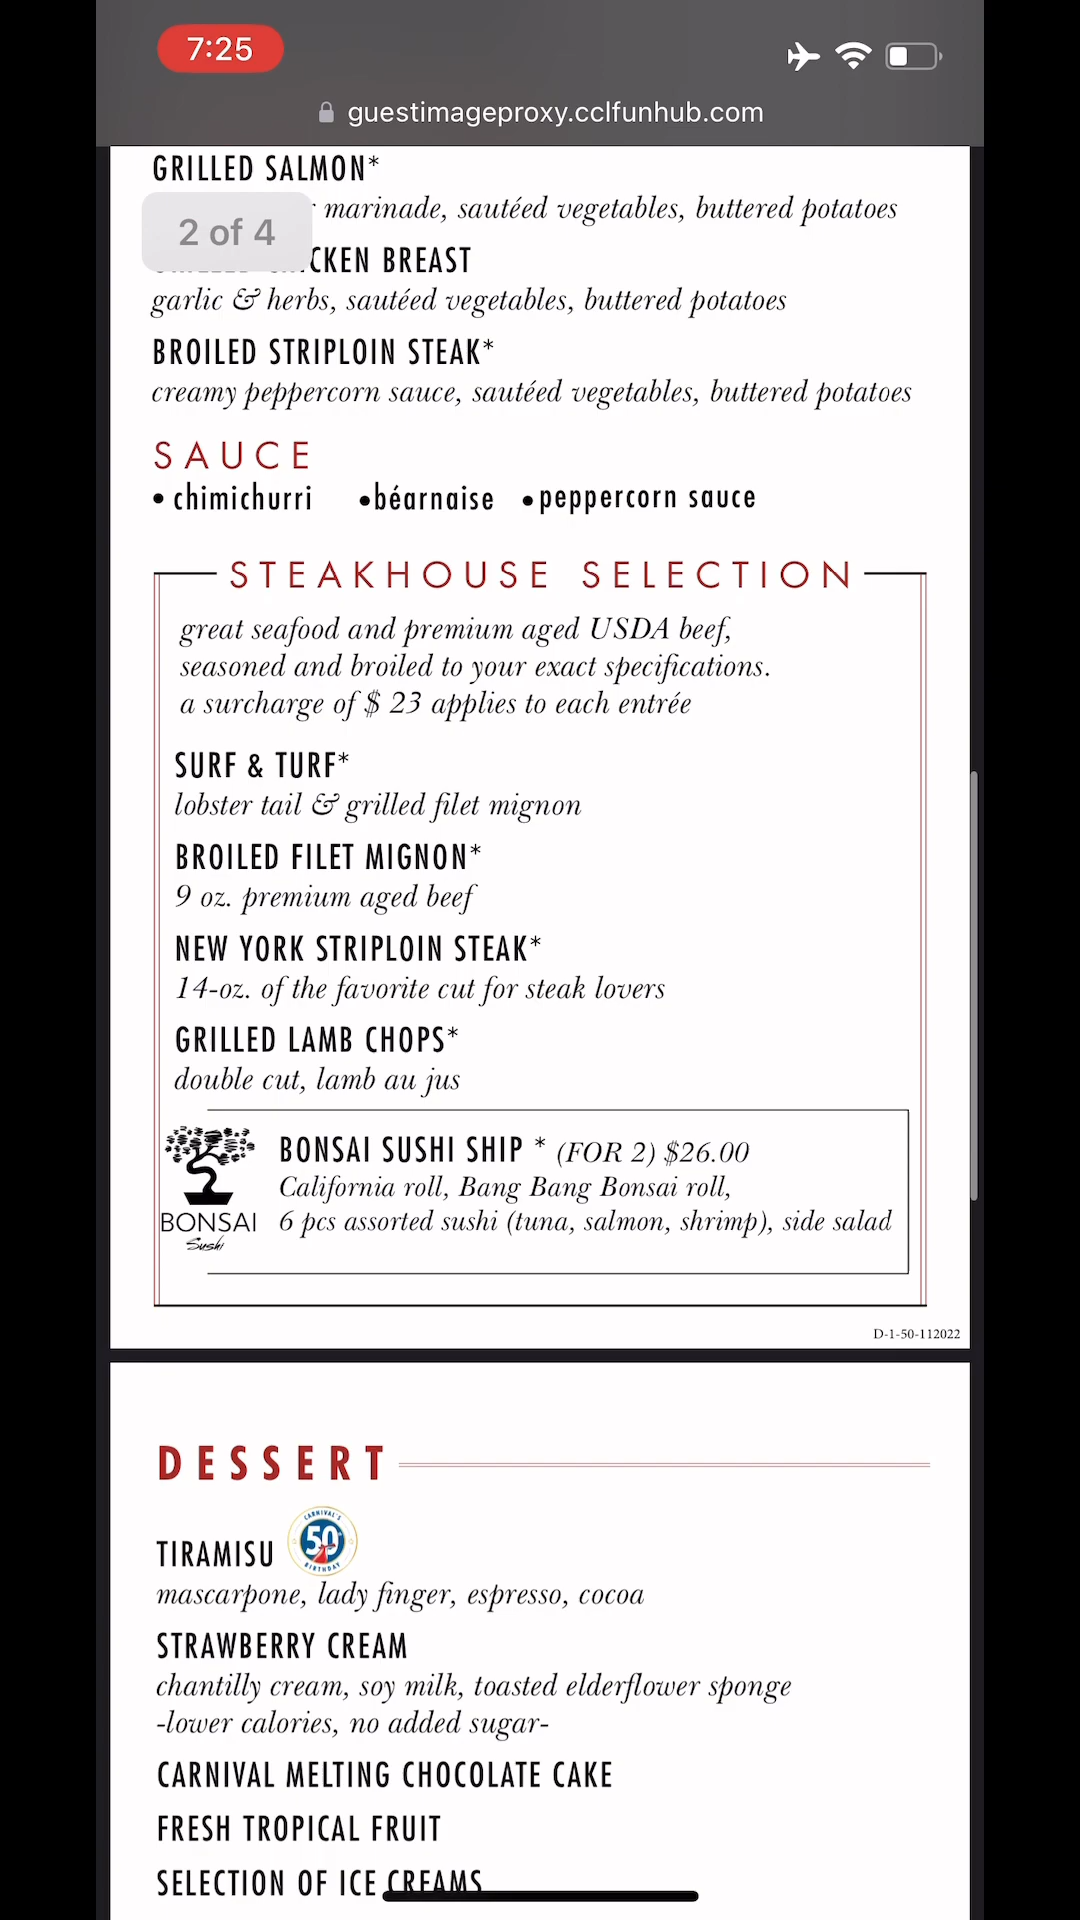 7:25
guestimageproxy.cclfunhub.com
GRILLED SALMON*
marinade, sautéed vegetables, buttered potatoes
2 of 4
CHICKEN BREAST
garlic & herbs, sautéed vegetables, buttered potatoes
BROILED STRIPLOIN STEAK*
creamy peppercorn sauce, sautéed vegetables, buttered potatoes
SAUCE
• chimichurri •béarnaise •peppercorn sauce
STEAKHOUSE SELECTION
great seafood and premium aged USDA beef,
seasoned and broiled to your exact specifications.
a surcharge of $ 23 applies to each entrée
SURF & TURF*
lobster tail & grilled filet mignon
BROILED FILET MIGNON*
9 oz. premium aged beef
NEW YORK STRIPLOIN STEAK*
14-oz. of the favorite cut for steak lovers
GRILLED LAMB CHOPS*
double cut, lamb au jus
BONSAI SUSHI SHIP * (FOR 2) $26.00
California roll, Bang Bang Bonsai roll,
6 pcs assorted sushi (tuna, salmon, shrimp), side salad
BONSAI
Sushi
D-1-50-112022
DESSERT
TIRAMISU
CARNIVAL'S
50
BIRTHDAY
mascarpone, lady finger, espresso, cocoa
STRAWBERRY CREAM
chantilly cream, soy milk, toasted elderflower sponge
-lower calories, no added sugar-
CARNIVAL MELTING CHOCOLATE CAKE
FRESH TROPICAL FRUIT
SELECTION OF ICE CREAMS